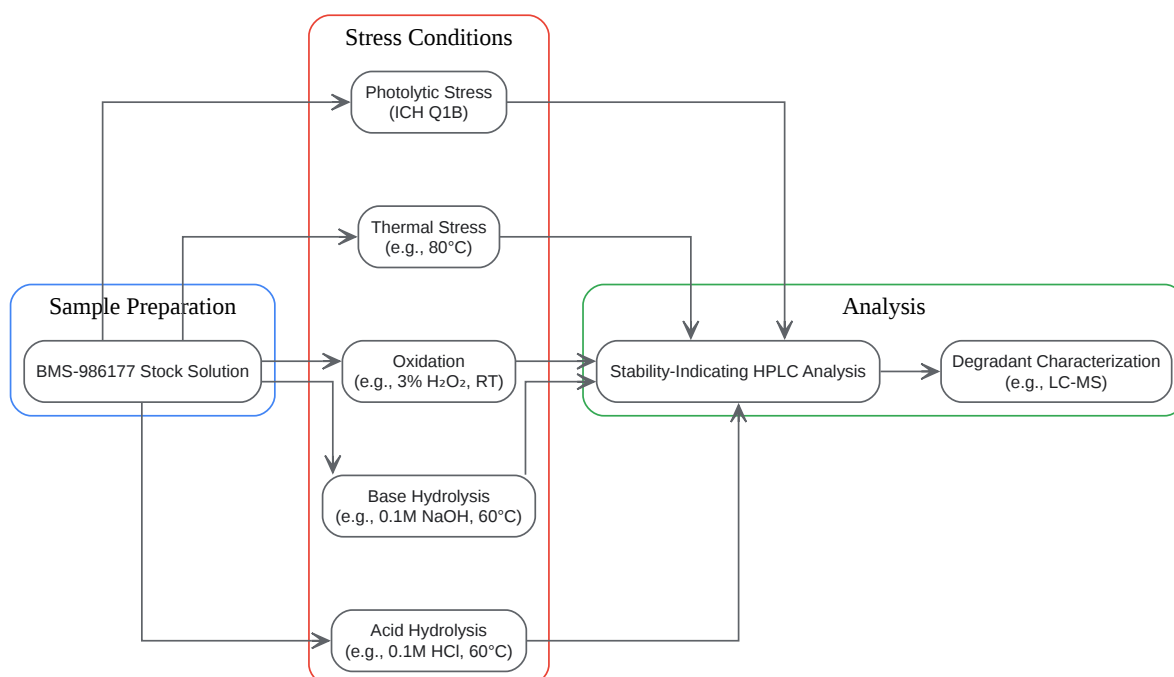 Stress Conditions
Photolytic Stress
(ICH Q1B)
Thermal Stress
(e.g., 80°C)
Sample Preparation
Analysis
BMS-986177 Stock Solution
Oxidation
(e.g., 3% H₂O₂, RT)
Stability-Indicating HPLC Analysis
Degradant Characterization
(e.g., LC-MS)
Base Hydrolysis
(e.g., 0.1M NaOH, 60°C)
Acid Hydrolysis
(e.g., 0.1M HCl, 60°C)